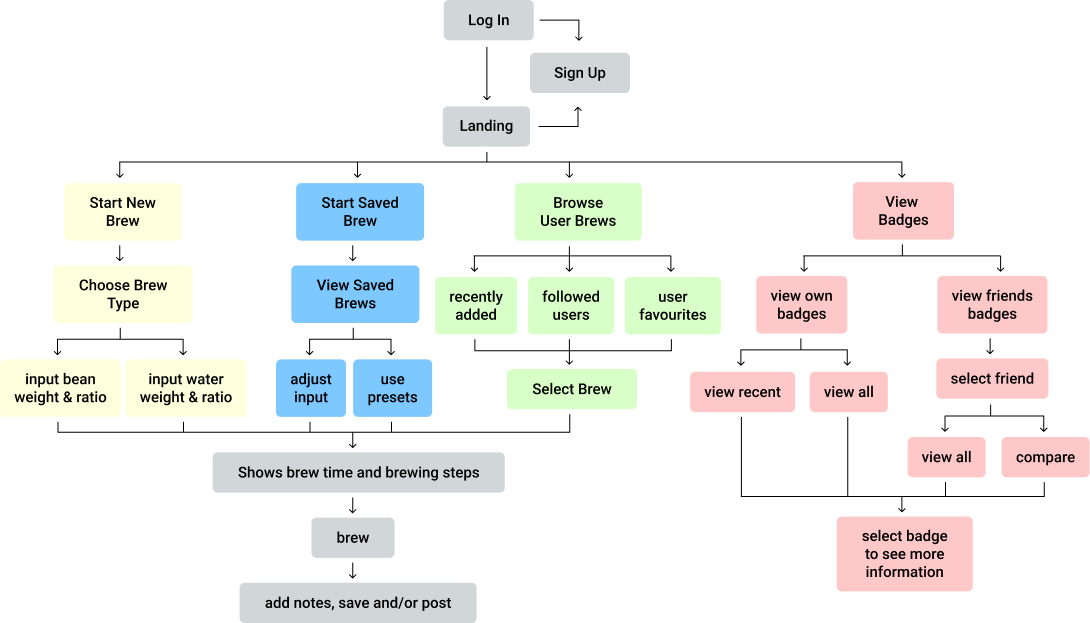 Log In
Sign Up
Landing
Start New
Brew
Start Saved
Brew
Browse
User Brews
View
Badges
Choose Brew
Type
View Saved
Brews
recently
added
followed
users
user
favourites
view own
badges
view friends
badges
input bean
weight & ratio
input water
weight & ratio
adjust
input
use
presets
Select Brew
view recent
view all
select friend
view all
compare
Shows brew time and brewing steps
brew
add notes, save and/or post
select badge
to see more
information